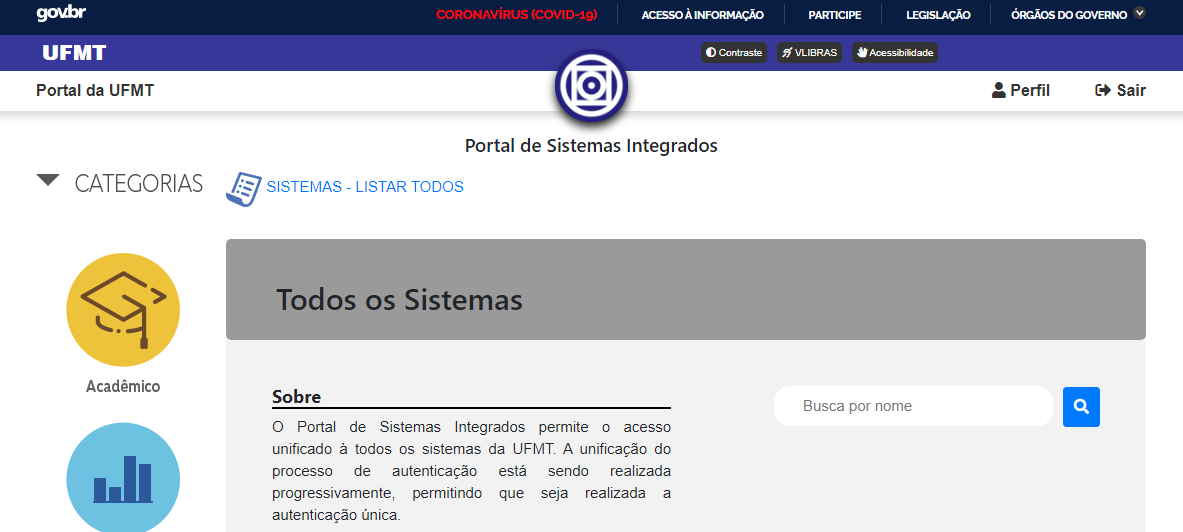 gov.br
CORONAVÍRUS (COVID-19)
ACESSO À INFORMAÇÃO
PARTICIPE
LEGISLAÇÃO
ÓRGÃOS DO GOVERNO
UFMT
Contraste
VLIBRAS
Acessibilidade
Portal da UFMT
Perfil
Sair
Portal de Sistemas Integrados
CATEGORIAS
SISTEMAS - LISTAR TODOS
Acadêmico
Todos os Sistemas
Sobre
Busca por nome
O Portal de Sistemas Integrados permite o acesso
unificado à todos os sistemas da UFMT. A unificação do
processo de autenticação está sendo realizada
progressivamente, permitindo que seja realizada a
autenticação única.